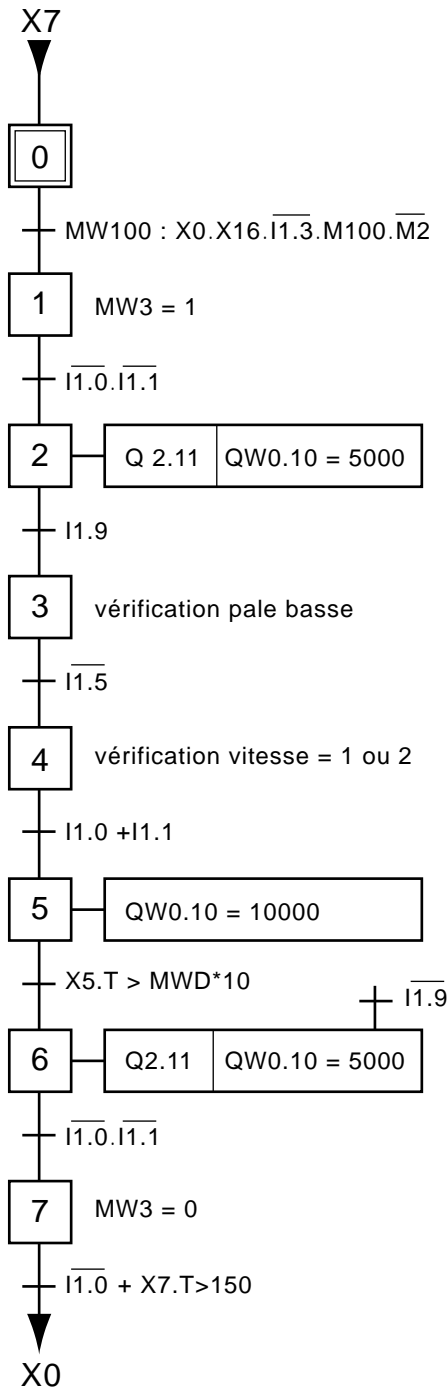 X7
0
MW100 : X0.X16.I1.3̅.M100.M2̅
1 MW3 = 1
I1.0̅.I1.1̅
2 Q 2.11 QW0.10 = 5000
I1.9
3 vérification pale basse
I1.5̅
4 vérification vitesse = 1 ou 2
I1.0 +I1.1
5 QW0.10 = 10000
X5.T > MWD*10
I1.9̅
6 Q2.11 QW0.10 = 5000
I1.0̅.I1.1̅
7 MW3 = 0
I1.0̅ + X7.T>150
X0